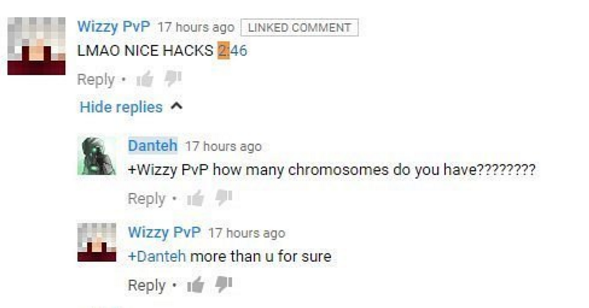 Wizzy PvP 17 hours ago LINKED COMMENT
LMAO NICE HACKS 2:46
Reply •
Hide replies
Danteh 17 hours ago
+Wizzy PvP how many chromosomes do you have????????
Reply •
Wizzy PvP 17 hours ago
+Danteh more than u for sure
Reply •